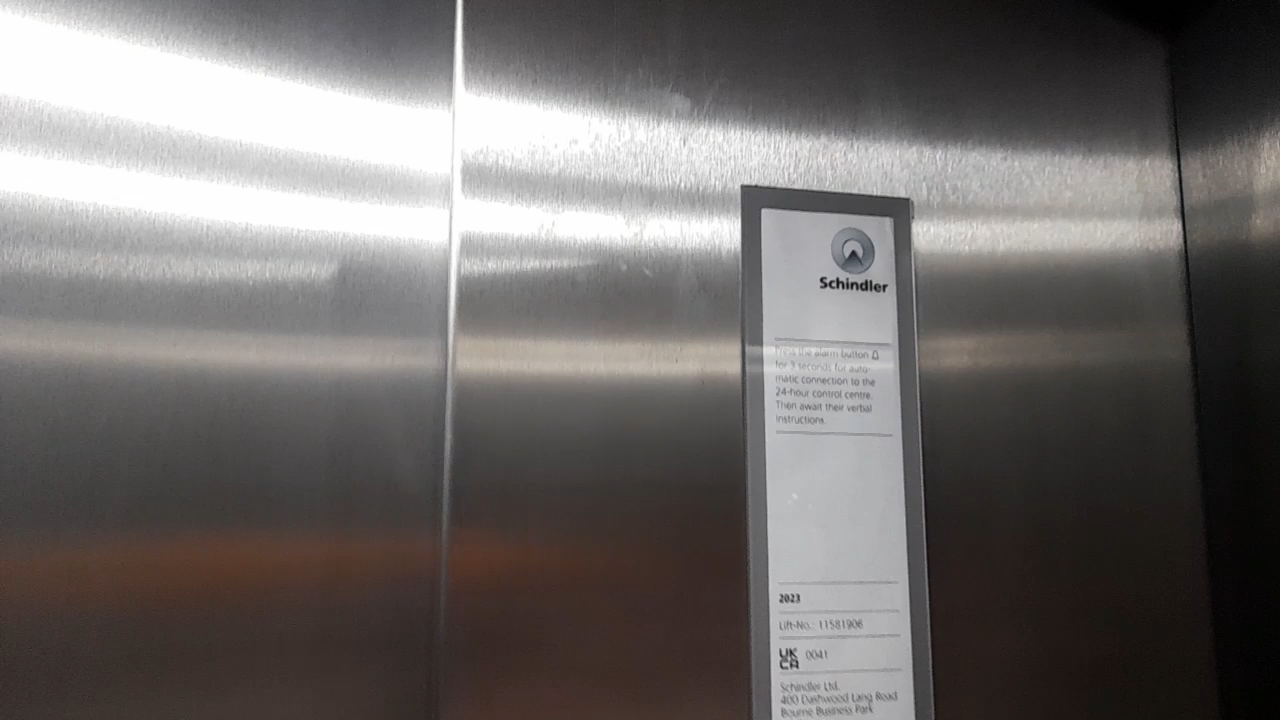 Schindler
Press the alarm button
for 3 seconds for auto-
matic connection to the
24-hour control centre.
Then await their verbal
instructions.
2023
Lift-No.: 11581906
UK
CA 0041
Schindler Ltd.
400 Dashwood Lang Road
Bourne Business Park